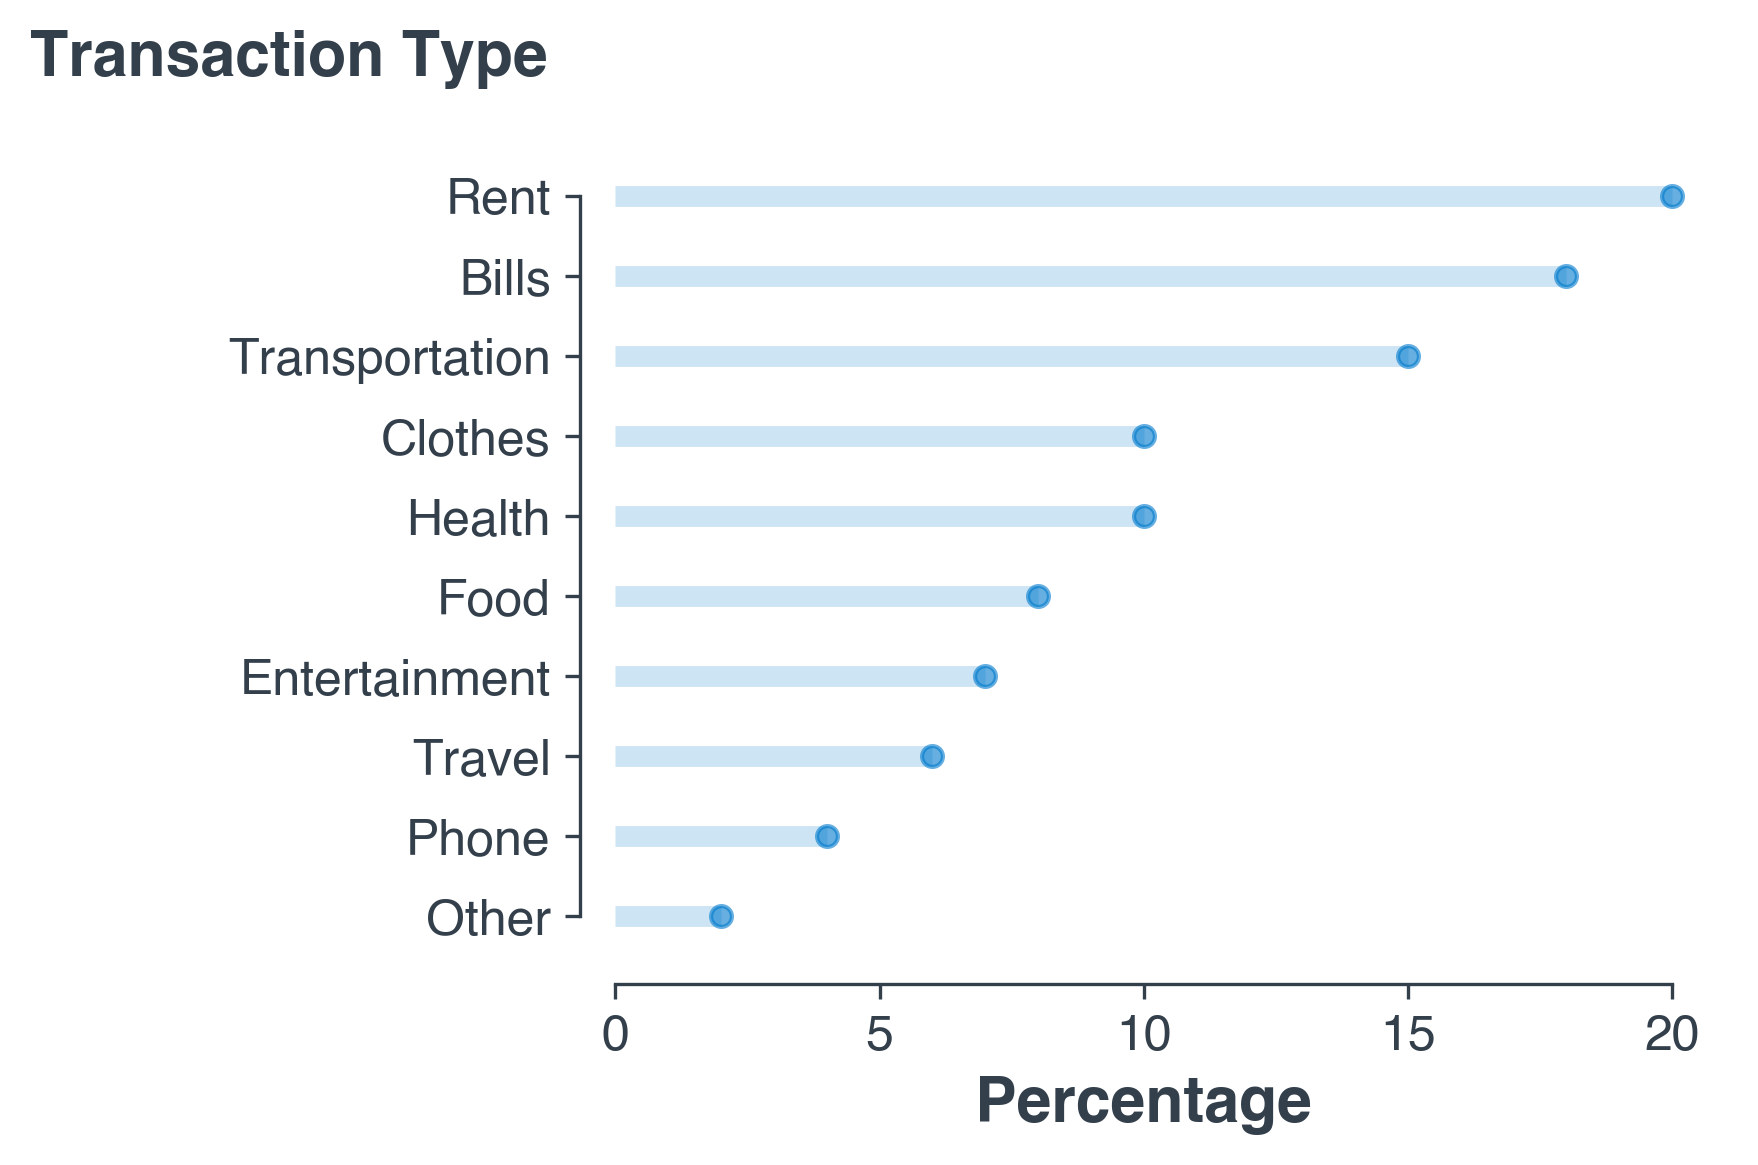 Transaction Type
Rent
Bills
Transportation
Clothes
Health
Food
Entertainment
Travel
Phone
Other
0 5 10 15 20
Percentage